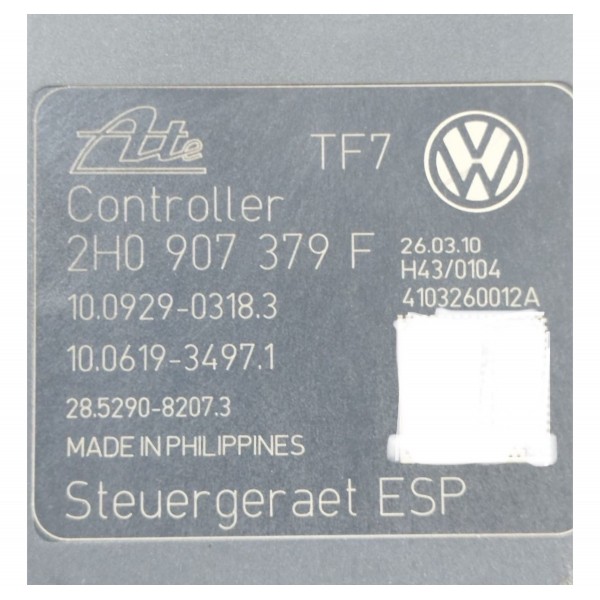 Ate
TF7
VW
Controller
2H0 907 379 F
26.03.10
H43/0104
10.0929-0318.3
4103260012A
10.0619-3497.1
28.5290-8207.3
MADE IN PHILIPPINES
Steuergeraet ESP